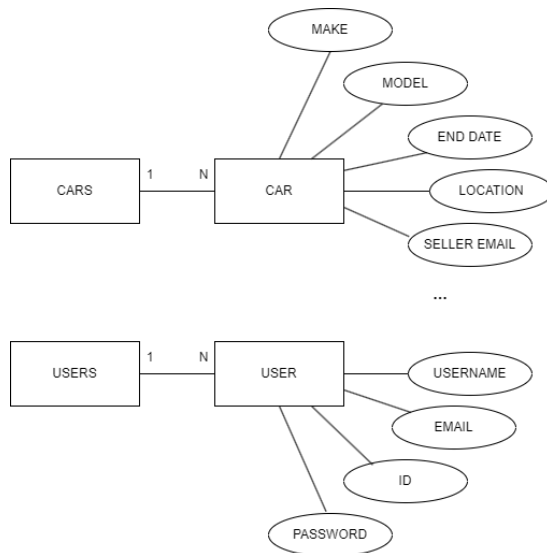 MAKE
MODEL
END DATE
1
N
CARS
CAR
LOCATION
SELLER EMAIL
...
1
N
USERS
USER
USERNAME
EMAIL
ID
PASSWORD